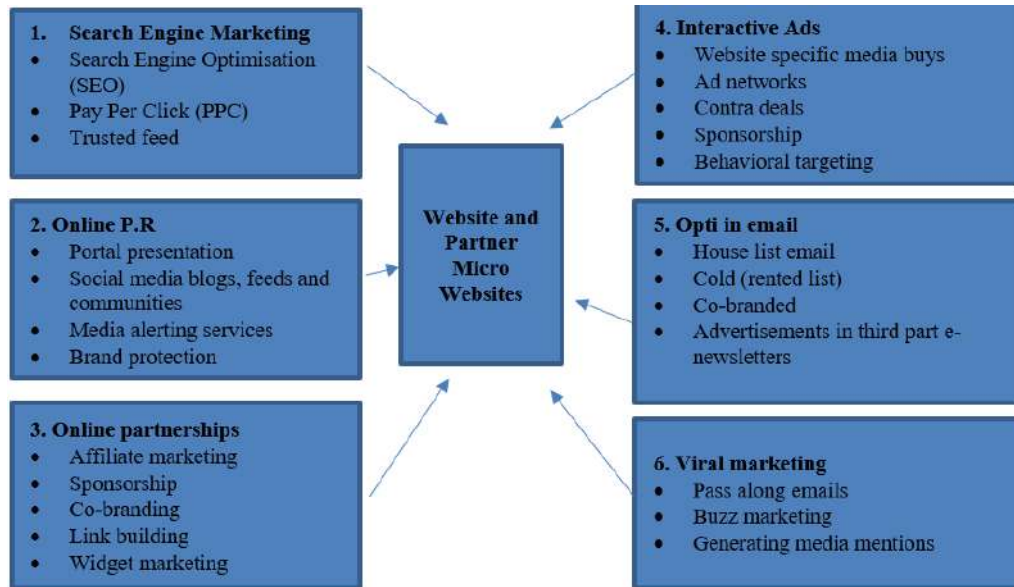 1. Search Engine Marketing
• Search Engine Optimisation
(SEO)
• Pay Per Click (PPC)
• Trusted feed
2. Online P.R
• Portal presentation
• Social media blogs, feeds and
communities
• Media alerting services
• Brand protection
3. Online partnerships
• Affiliate marketing
• Sponsorship
• Co-branding
• Link building
• Widget marketing
Website and
Partner
Micro
Websites
4. Interactive Ads
• Website specific media buys
• Ad networks
• Contra deals
• Sponsorship
• Behavioral targeting
5. Opti in email
• House list email
• Cold (rented list)
• Co-branded
• Advertisements in third part e-
newsletters
6. Viral marketing
• Pass along emails
• Buzz marketing
• Generating media mentions